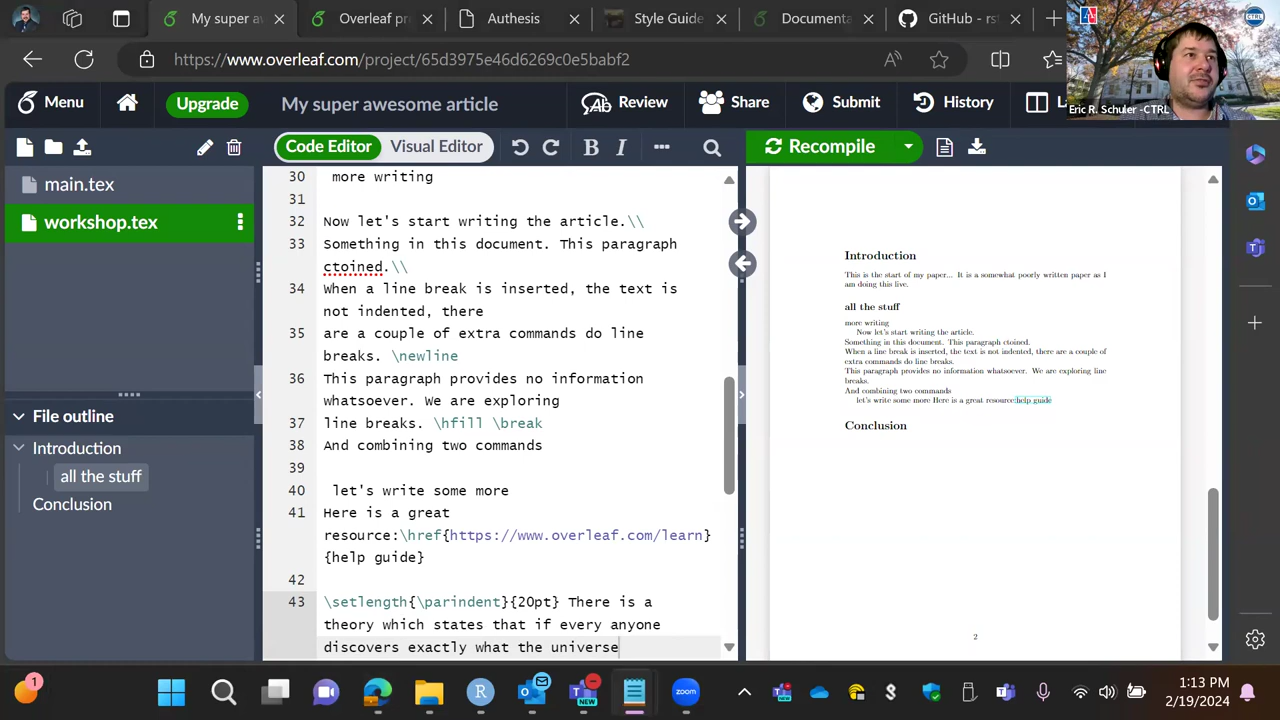 My super av
Overleaf,
Authesis
Style Guide
Documenta
GitHub - rs
https://www.overleaf.com/project/65d397
Eric R. Schuler -CTRL
CTRL
Menu
Upgrade
My super awesome article
Review
Share
Submit
History
main.tex
workshop.tex
File outline
Introduction
all the stuff
Conclusion
Code Editor
Visual Editor
B
I
30 more writing
31
32 Now let's start writing the article.\\
33 Something in this document. This paragraph
ctoined.\\
34 When a line break is inserted, the text is
not indented, there
35 are a couple of extra commands do line
breaks. \newline
36 This paragraph provides no information
whatsoever. We are exploring
37 line breaks. \hfill \break
38 And combining two commands
39
40 let's write some more
41 Here is a great
resource:\href{https://www.overleaf.com/learn}
{help guide}
42
43 \setlength{\parindent}{20pt} There is a
theory which states that if every anyone
discovers exactly what the universe
Recompile
Introduction
This is the start of my paper... It is a somewhat poorly written paper as I
am doing this live.
all the stuff
more writing
Now let's start writing the article.
Something in this document. This paragraph ctoined.
When a line break is inserted, the text is not indented, there are a couple of
extra commands do line breaks.
This paragraph provides no information whatsoever. We are exploring line
breaks.
And combining two commands
let's write some more Here is a great resource:help guide
Conclusion
2
1
NEW
NEW
1:13 PM
2/19/2024